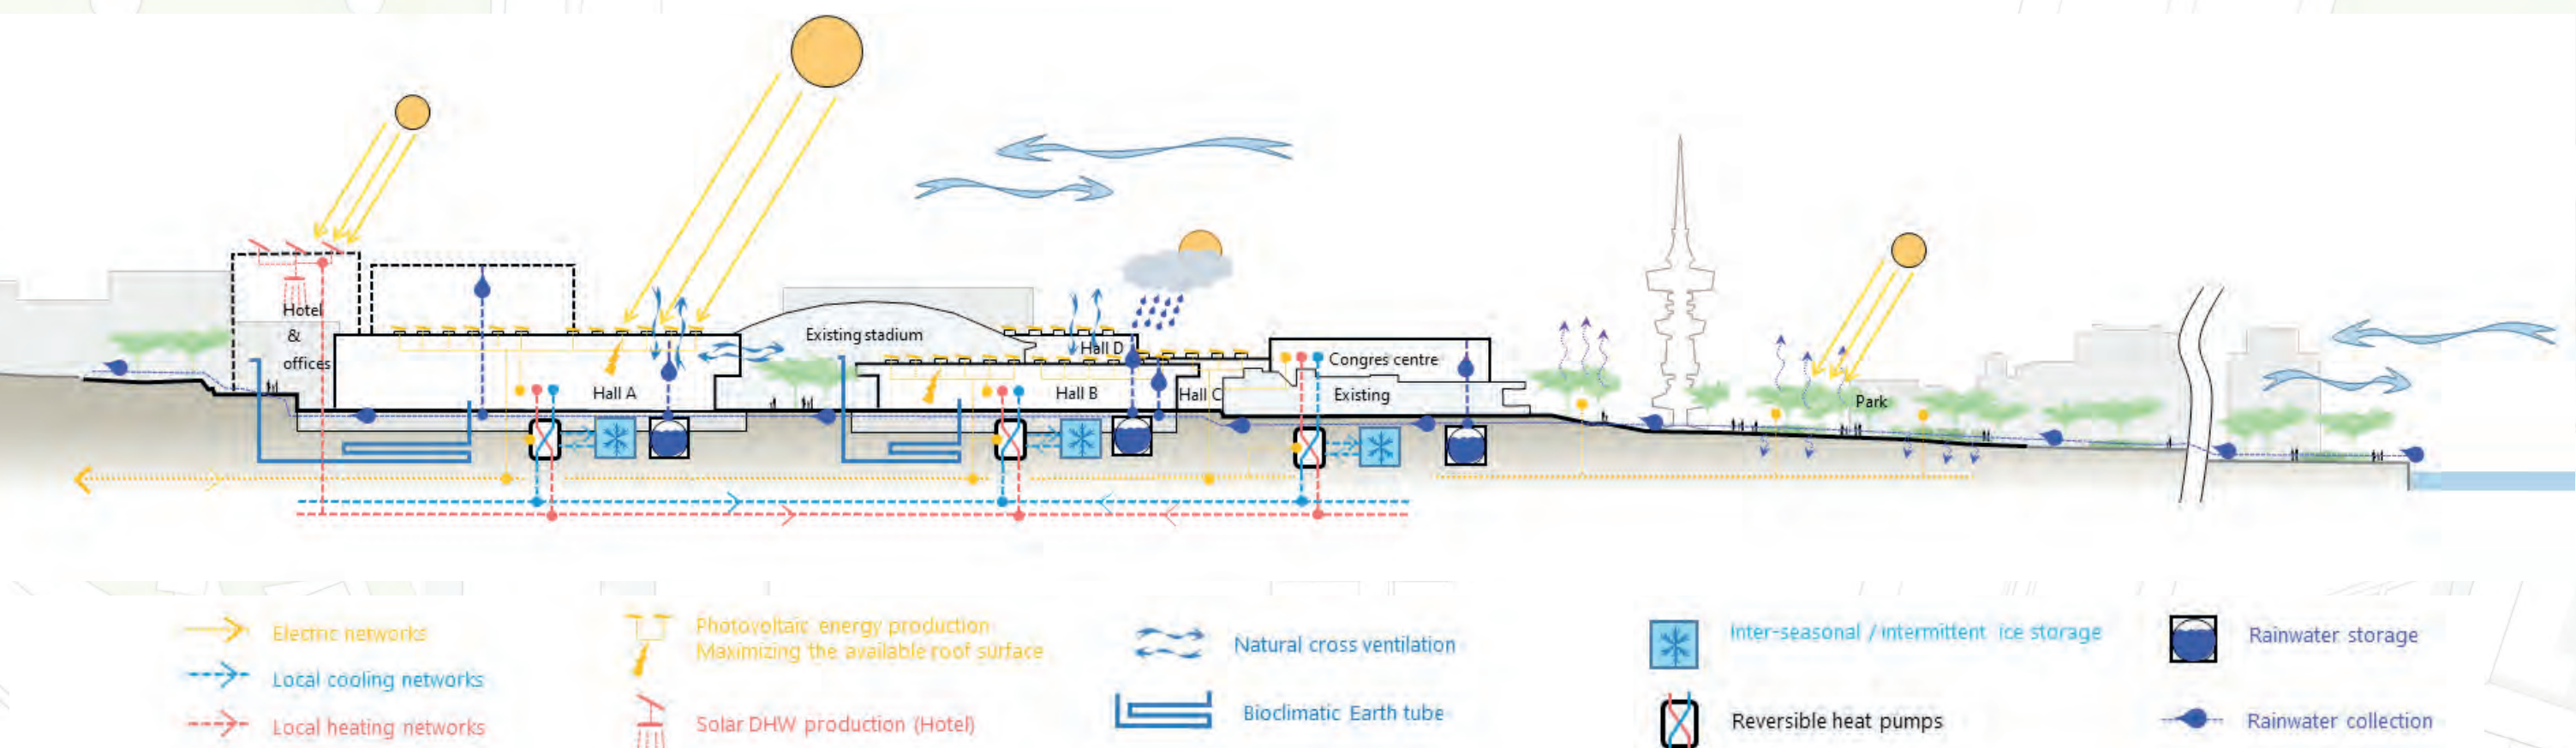 Hotel
&
offices
Hall A
Existing stadium
Hall D
Hall B
Hall C
Congres centre
Existing
Park
Electric networks
Local cooling networks
Local heating networks
Photovoltaic energy production
Maximizing the available roof surface
Solar DHW production (Hotel)
Natural cross ventilation
Bioclimatic Earth tube
Inter-seasonal / intermittent ice storage
Reversible heat pumps
Rainwater storage
Rainwater collection